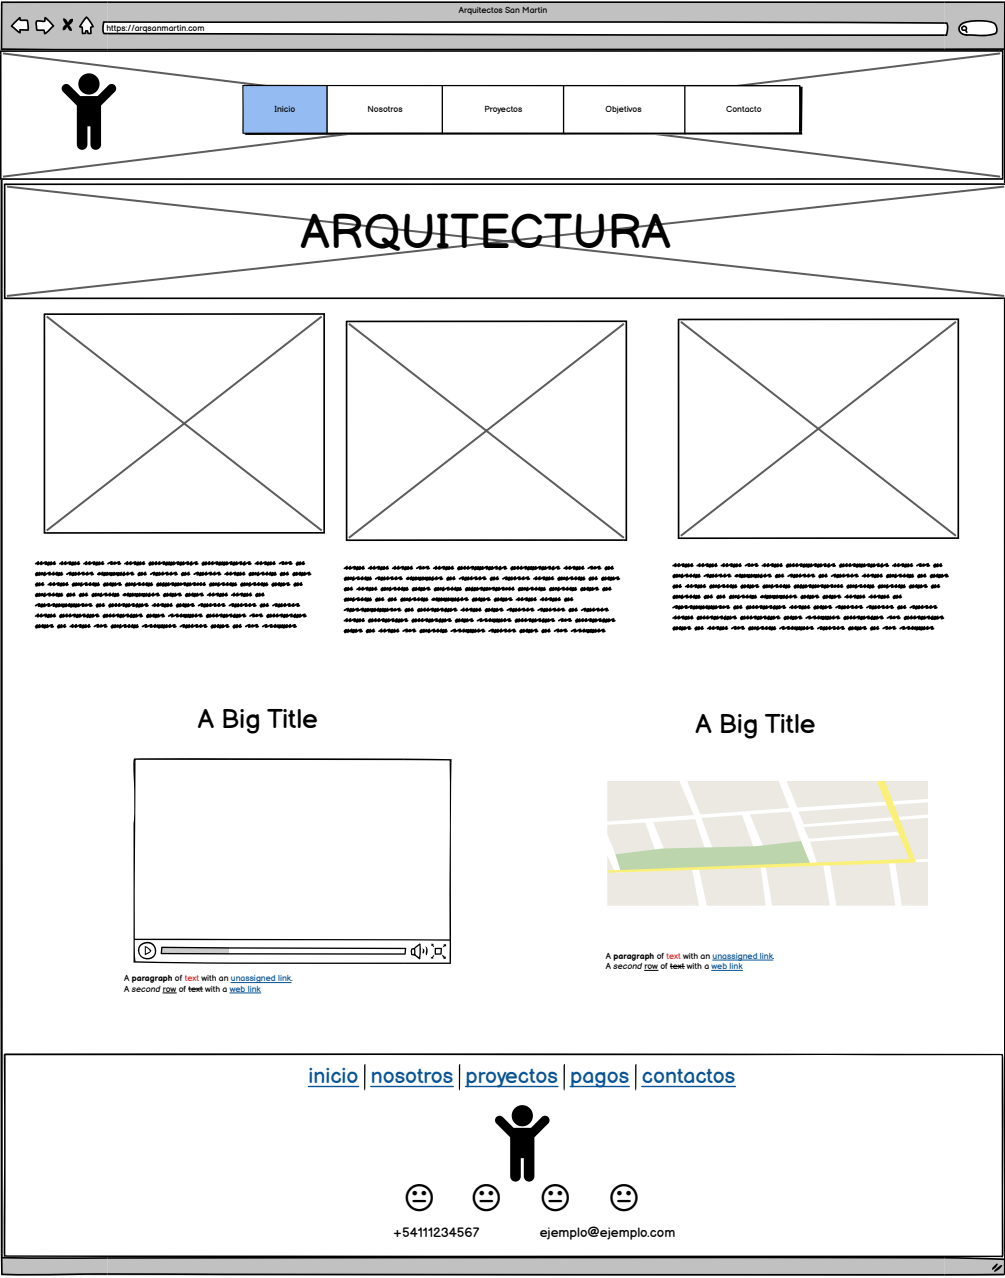 Arquitectos San Martin
https://arqsanmartin.com
Inicio Nosotros Proyectos Objetivos Contacto
ARQUITECTURA
A Big Title
A Big Title
A paragraph of text with an unassigned link.
A second row of text with a web link
A paragraph of text with an unassigned link.
A second row of text with a web link
inicio | nosotros | proyectos | pagos | contactos
+54111234567 ejemplo@ejemplo.com